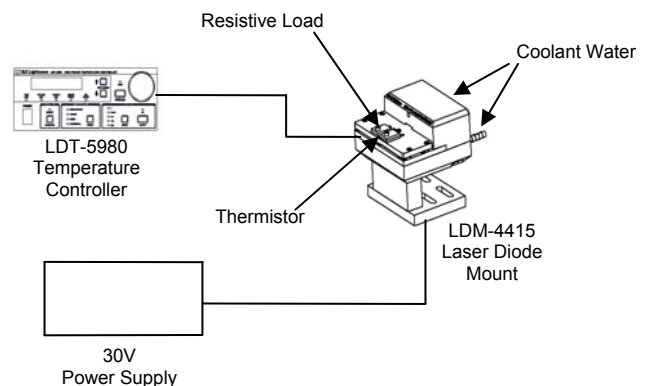 Resistive Load
Coolant Water
LDT-5980
Temperature
Controller
Thermistor
LDM-4415
Laser Diode
Mount
30V
Power Supply